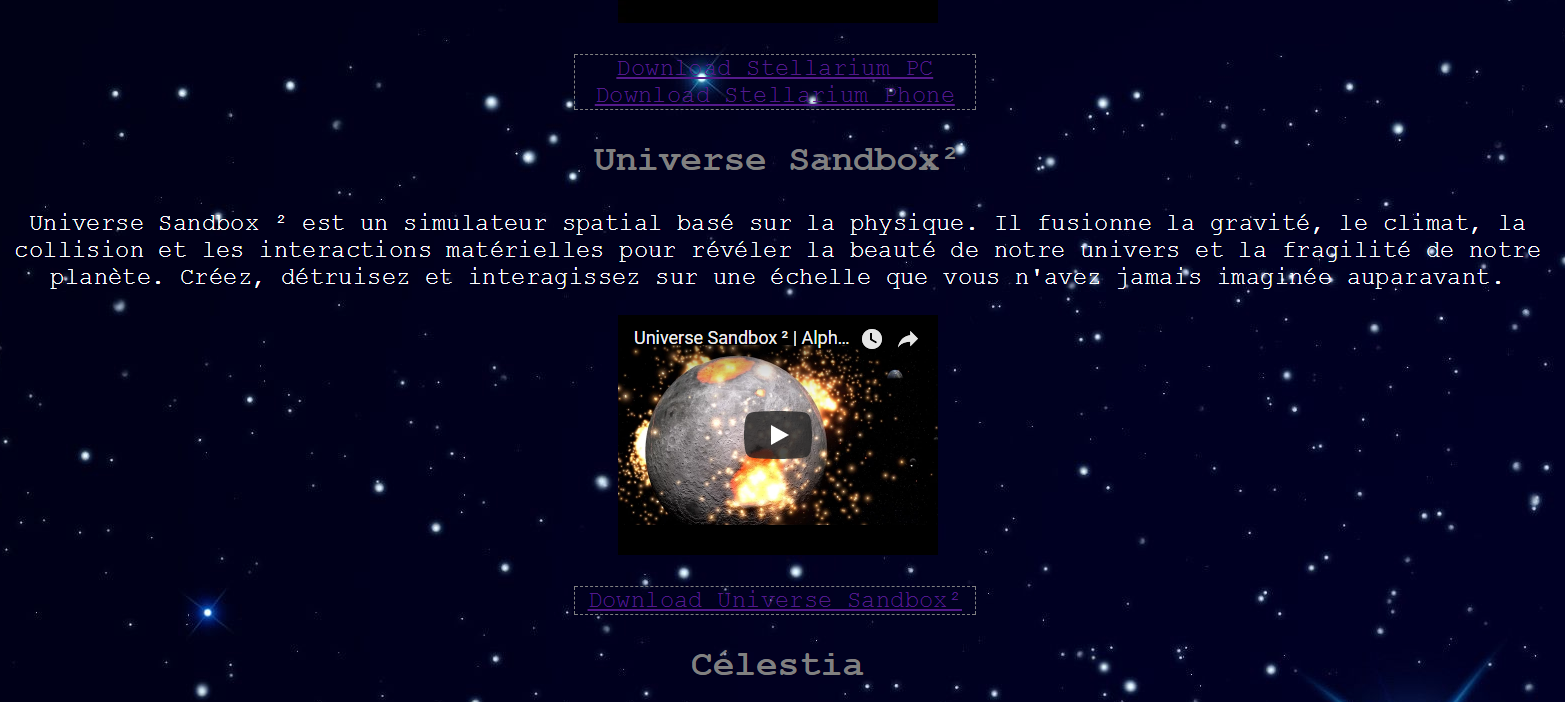 Download Stellarium PC
Download Stellarium Phone
Universe Sandbox²
Universe Sandbox ² est un simulateur spatial basé sur la physique. Il fusionne la gravité, le climat, la
collision et les interactions matérielles pour révéler la beauté de notre univers et la fragilité de notre
planète. Créez, détruisez et interagissez sur une échelle que vous n'avez jamais imaginée auparavant.
Universe Sandbox ² | Alph...
Download Universe Sandbox²
Célestia